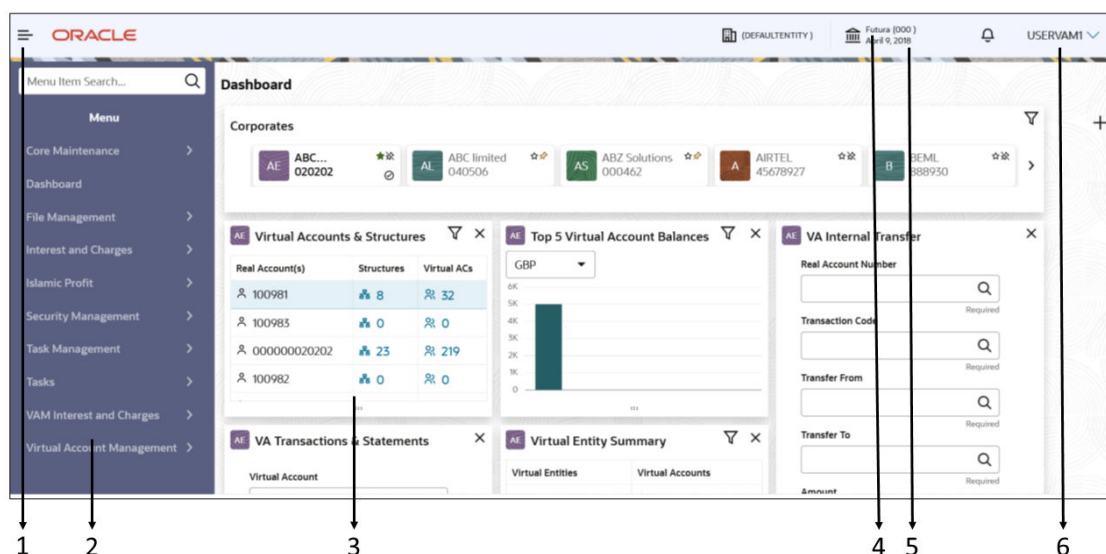 ORACLE
(DEFAULTENTITY )
Futura (000 )
April 9, 2018
USERVAM1
Menu Item Search...
Menu
Core Maintenance
Dashboard
File Management
Interest and Charges
Islamic Profit
Security Management
Task Management
Tasks
VAM Interest and Charges
Virtual Account Management
Dashboard
Corporates
AE ABC... 020202
AL ABC limited 040506
AS ABZ Solutions 000462
A AIRTEL 45678927
B BEML 888930
AE Virtual Accounts & Structures
Real Account(s) Structures Virtual ACs
100981 8 32
100983 0 0
000000020202 23 219
100982 0 0
AE Top 5 Virtual Account Balances
GBP
6K
5K
4K
3K
2K
1K
0
AE VA Internal Transfer
Real Account Number
Required
Transaction Code
Required
Transfer From
Required
Transfer To
Required
Amount
AE VA Transactions & Statements
Virtual Account
AE Virtual Entity Summary
Virtual Entities Virtual Accounts
1 2 3 4 5 6